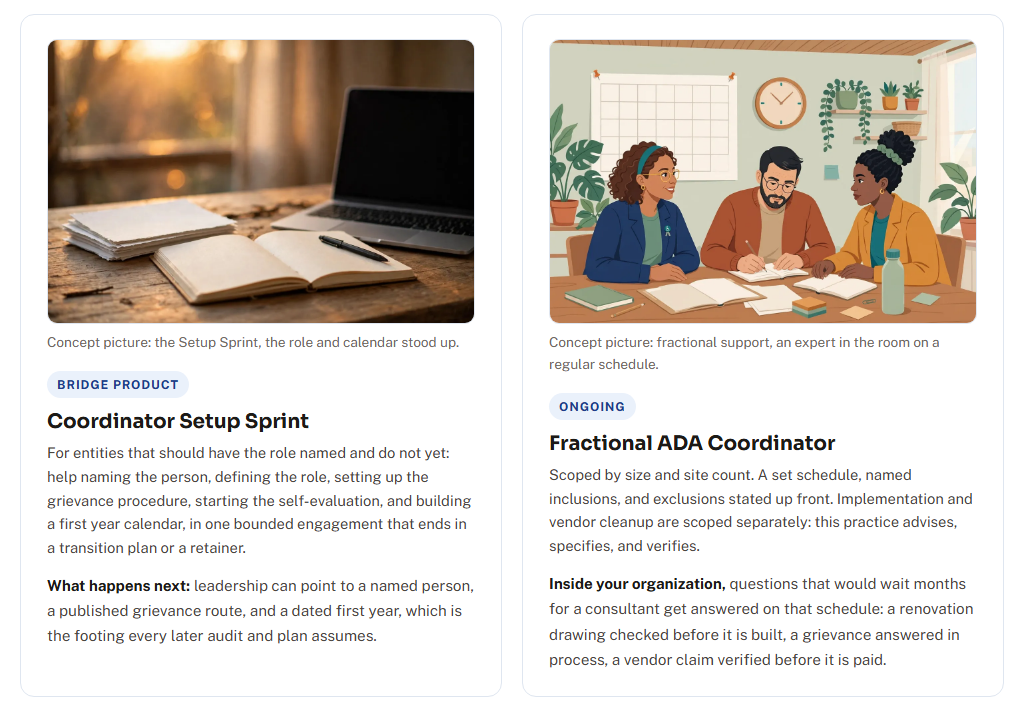 Concept picture: the Setup Sprint, the role and calendar stood up.
BRIDGE PRODUCT
Coordinator Setup Sprint
For entities that should have the role named and do not yet:
help naming the person, defining the role, setting up the
grievance procedure, starting the self-evaluation, and building
a first year calendar, in one bounded engagement that ends in
a transition plan or a retainer.
What happens next: leadership can point to a named person,
a published grievance route, and a dated first year, which is
the footing every later audit and plan assumes.
Concept picture: fractional support, an expert in the room on a
regular schedule.
ONGOING
Fractional ADA Coordinator
Scoped by size and site count. A set schedule, named
inclusions, and exclusions stated up front. Implementation and
vendor cleanup are scoped separately: this practice advises,
specifies, and verifies.
Inside your organization, questions that would wait months
for a consultant get answered on that schedule: a renovation
drawing checked before it is built, a grievance answered in
process, a vendor claim verified before it is paid.